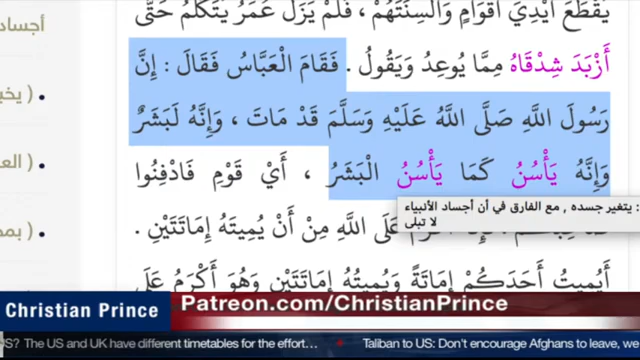 يُقَطِّعَ أَيْدِيَ أَقْوَامٍ وَأَلْسِنَتَهُمْ ، فَلَمْ يَزَلْ عُمَرُ يَتَكَلَّمُ حَتَّى
أجساد
أَزْبَدَ شِدْقَاهُ مِمَّا يُوعِدُ وَيَقُولُ . فَقَامَ الْعَبَّاسُ فَقَالَ : إِنَّ
رَسُولَ اللَّهِ صَلَّى اللَّهُ عَلَيْهِ وَسَلَّمَ قَدْ مَاتَ ، وَإِنَّهُ لَبَشَرٌ
وَإِنَّهُ يَأْسُنُ كَمَا يَأْسُنُ الْبَشَرُ ، أَيْ قَوْمِ فَادْفِنُوا
: يتغير جسده , مع الفارق في أن أجساد الأنبياء
لا تبلى
عَلَى اللَّهِ مِنْ أَنْ يُمِيتَهُ إِمَاتَتَيْنِ .
أَيُمِيتُ أَحَدَكُمْ إِمَاتَةً وَيُمِيتُهُ إِمَاتَتَيْنِ وَهُوَ أَكْرَمُ عَلَى
Christian Prince
Patreon.com/ChristianPrince
S? The US and UK have different timetables for the effort...
Taliban to US: Don't encourage Afghans to leave, we